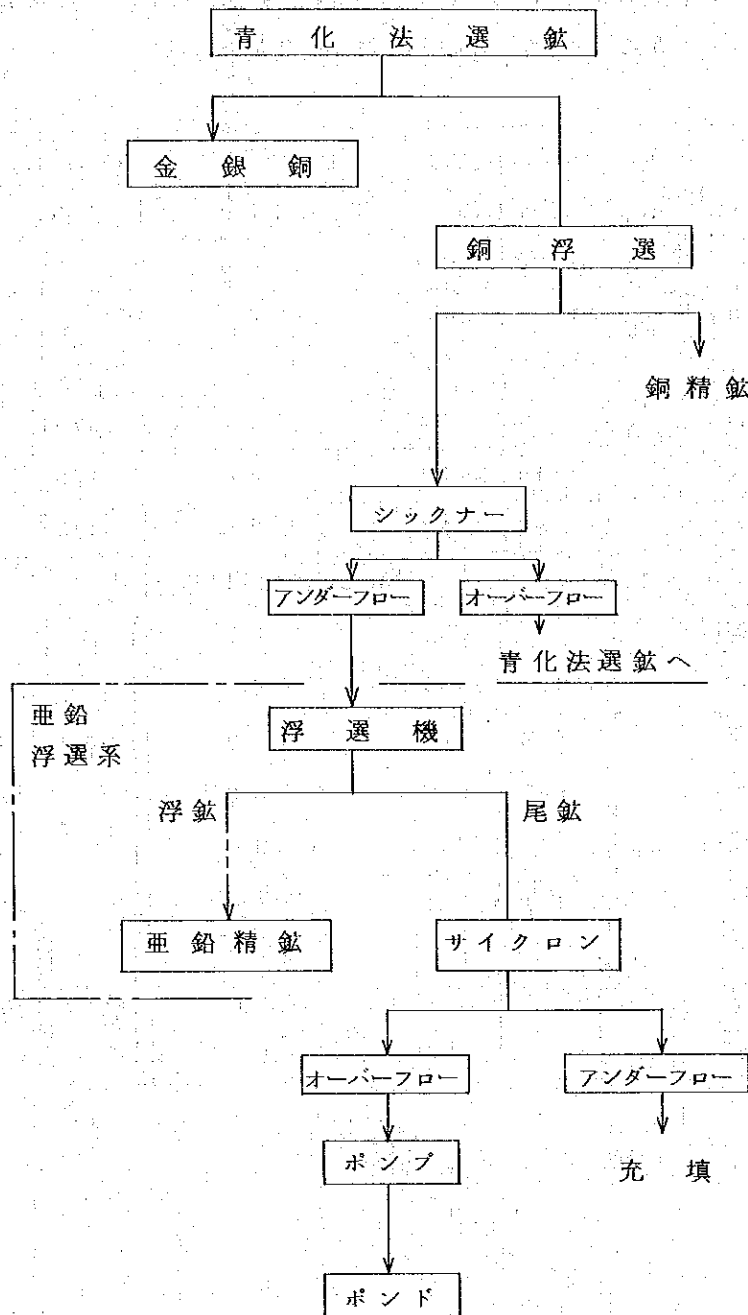 青化法選鉱
金銀銅
銅浮選
銅精鉱
シックナー
アンダーフロー
オーバーフロー
青化法選鉱へ
亜鉛
浮選系
浮選機
浮鉱
尾鉱
亜鉛精鉱
サイクロン
オーバーフロー
アンダーフロー
ポンプ
充填
ポンド